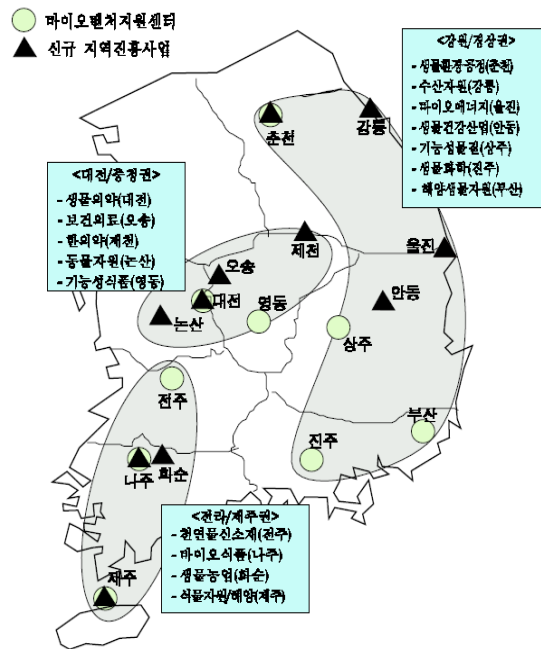 바이오벤처지원센터
신규 지역진흥사업
<강원/경상권>
- 생물환경공정(춘천)
- 수산자원(강릉)
- 바이오에너지(울진)
- 생물건강산업(안동)
- 기능성물질(상주)
- 생물화학(진주)
- 해양생물자원(부산)
춘천
강릉
<대전/충청권>
- 생물의약(대전)
- 보건의료(오송)
- 한의약(제천)
- 동물자원(논산)
- 기능성식품(영동)
제천
울진
오송
대전
안동
논산
영동
상주
전주
부산
진주
나주
화순
<전라/제주권>
- 천연물신소재(전주)
- 바이오식품(나주)
- 생물농업(화순)
- 식물자원/해양(제주)
제주